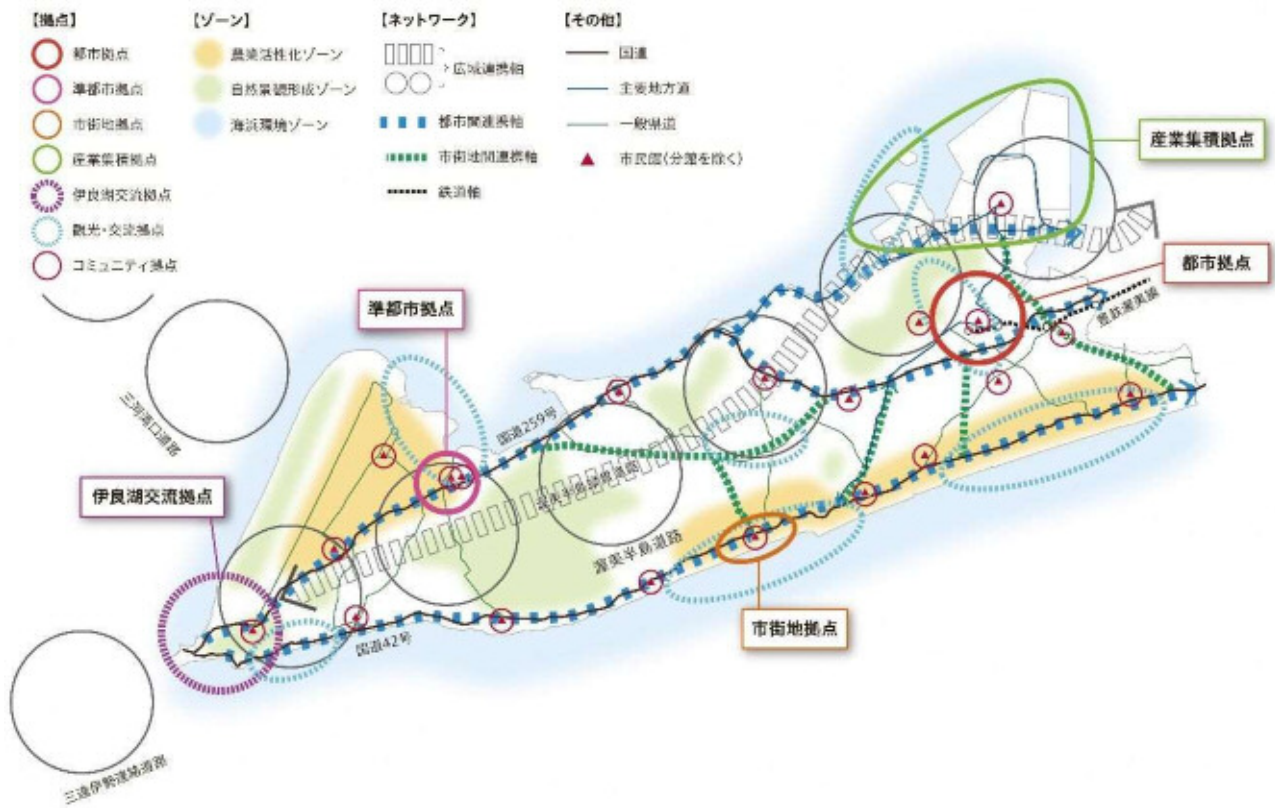 【拠点】
都市拠点
準都市拠点
市街地拠点
産業集積拠点
伊良湖交流拠点
観光・交流拠点
コミュニティ拠点
【ゾーン】
農業活性化ゾーン
自然景観形成ゾーン
海浜環境ゾーン
【ネットワーク】
広域連携軸
都市間連携軸
市街地間連携軸
鉄道軸
【その他】
国道
主要地方道
一般県道
市民館(分館を除く)
産業集積拠点
都市拠点
豊鉄渥美線
準都市拠点
三河湾口道路
国道259号
伊良湖交流拠点
渥美半島道路
市街地拠点
国道42号
三遠伊勢連絡道路